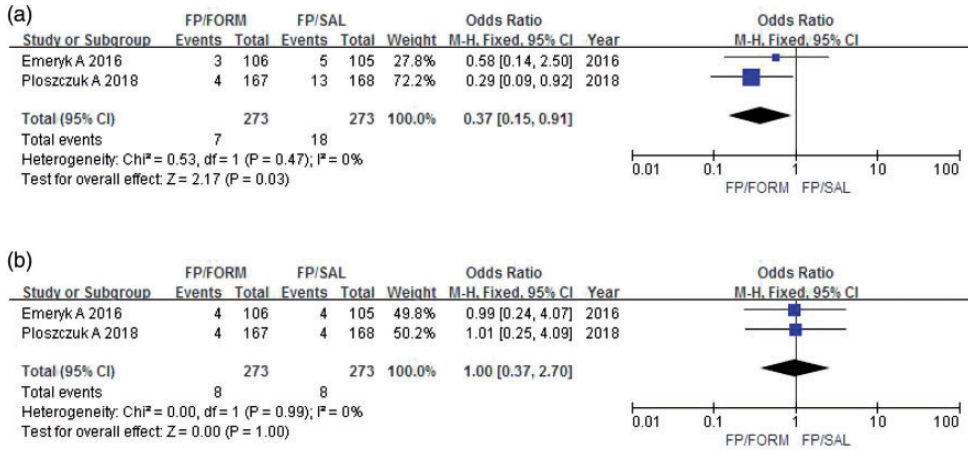 (a)
FP/FORM FP/SAL Odds Ratio Odds Ratio
Study or Subgroup Events Total Events Total Weight M-H, Fixed, 95% CI Year M-H, Fixed, 95% CI
Emeryk A 2016 3 106 5 105 27.8% 0.58 [0.14, 2.50] 2016
Ploszczuk A 2018 4 167 13 168 72.2% 0.29 [0.09, 0.92] 2018
Total (95% CI) 273 273 100.0% 0.37 [0.15, 0.91]
Total events 7 18
Heterogeneity: Chi² = 0.53, df = 1 (P = 0.47); I² = 0%
Test for overall effect: Z = 2.17 (P = 0.03)
0.01 0.1 1 10 100
FP/FORM FP/SAL
(b)
FP/FORM FP/SAL Odds Ratio Odds Ratio
Study or Subgroup Events Total Events Total Weight M-H, Fixed, 95% CI Year M-H, Fixed, 95% CI
Emeryk A 2016 4 106 4 105 49.8% 0.99 [0.24, 4.07] 2016
Ploszczuk A 2018 4 167 4 168 50.2% 1.01 [0.25, 4.09] 2018
Total (95% CI) 273 273 100.0% 1.00 [0.37, 2.70]
Total events 8 8
Heterogeneity: Chi² = 0.00, df = 1 (P = 0.99); I² = 0%
Test for overall effect: Z = 0.00 (P = 1.00)
0.01 0.1 1 10 100
FP/FORM FP/SAL